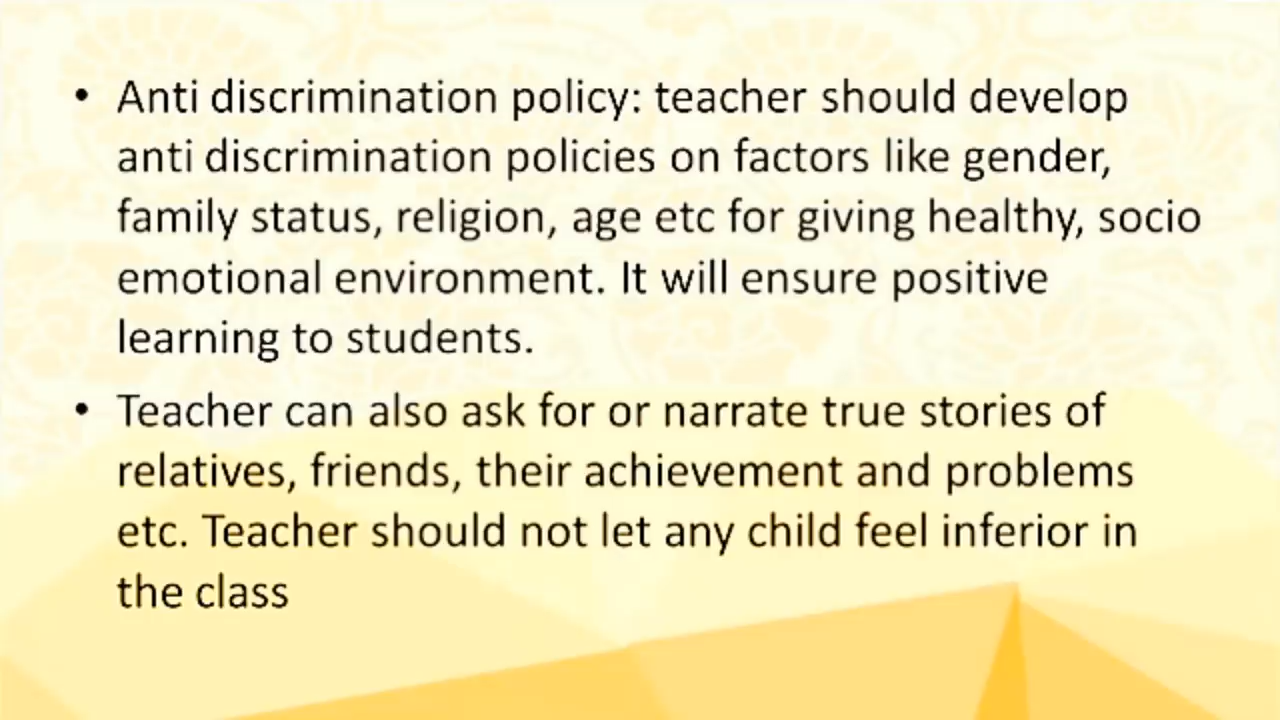 • Anti discrimination policy: teacher should develop
anti discrimination policies on factors like gender,
family status, religion, age etc for giving healthy, socio
emotional environment. It will ensure positive
learning to students.
• Teacher can also ask for or narrate true stories of
relatives, friends, their achievement and problems
etc. Teacher should not let any child feel inferior in
the class